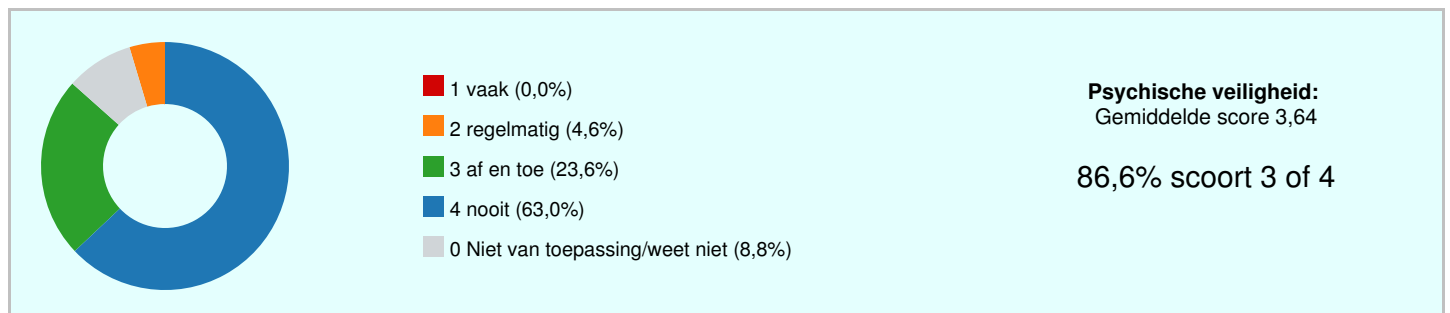 1 vaak (0,0%)
2 regelmatig (4,6%)
3 af en toe (23,6%)
4 nooit (63,0%)
0 Niet van toepassing/weet niet (8,8%)
Psychische veiligheid:
Gemiddelde score 3,64
86,6% scoort 3 of 4